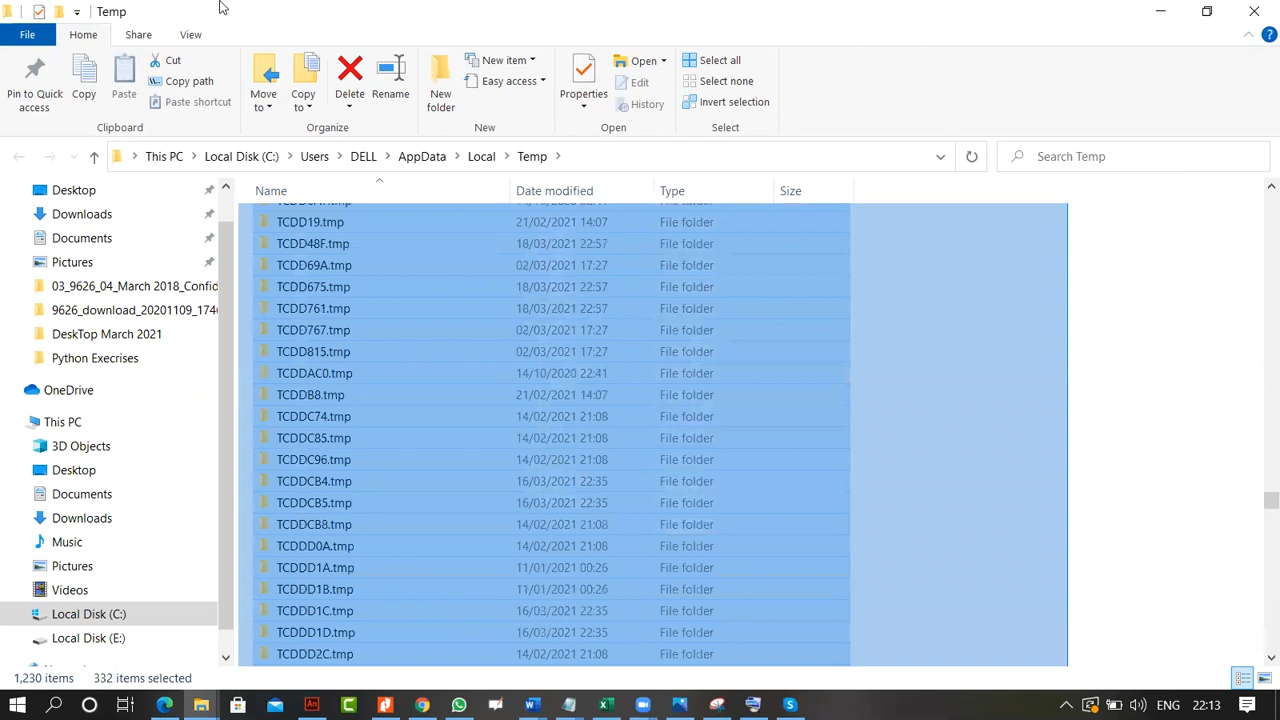 Temp
File Home Share View
Pin to Quick access
Copy
Paste
Cut
Copy path
Paste shortcut
Clipboard
Move to
Copy to
Delete
Rename
Organize
New folder
New item
Easy access
New
Properties
Open
Edit
History
Open
Select all
Select none
Invert selection
Select
This PC Local Disk (C:) Users DELL AppData Local Temp
Search Temp
Desktop
Downloads
Documents
Pictures
03_9626_04_March 2018_Confid
9626_download_20201109_174
DeskTop March 2021
Python Execrises
OneDrive
This PC
3D Objects
Desktop
Documents
Downloads
Music
Pictures
Videos
Local Disk (C:)
Local Disk (E:)
Name Date modified Type Size
TCDD19.tmp 21/02/2021 14:07 File folder
TCDD48F.tmp 18/03/2021 22:57 File folder
TCDD69A.tmp 02/03/2021 17:27 File folder
TCDD675.tmp 18/03/2021 22:57 File folder
TCDD761.tmp 18/03/2021 22:57 File folder
TCDD767.tmp 02/03/2021 17:27 File folder
TCDD815.tmp 02/03/2021 17:27 File folder
TCDDAC0.tmp 14/10/2020 22:41 File folder
TCDDB8.tmp 21/02/2021 14:07 File folder
TCDDC74.tmp 14/02/2021 21:08 File folder
TCDDC85.tmp 14/02/2021 21:08 File folder
TCDDC96.tmp 14/02/2021 21:08 File folder
TCDDCB4.tmp 16/03/2021 22:35 File folder
TCDDCB5.tmp 16/03/2021 22:35 File folder
TCDDCB8.tmp 14/02/2021 21:08 File folder
TCDDD0A.tmp 14/02/2021 21:08 File folder
TCDDD1A.tmp 11/01/2021 00:26 File folder
TCDDD1B.tmp 11/01/2021 00:26 File folder
TCDDD1C.tmp 16/03/2021 22:35 File folder
TCDDD1D.tmp 16/03/2021 22:35 File folder
TCDDD2C.tmp 14/02/2021 21:08 File folder
1,230 items 332 items selected
ENG 22:13